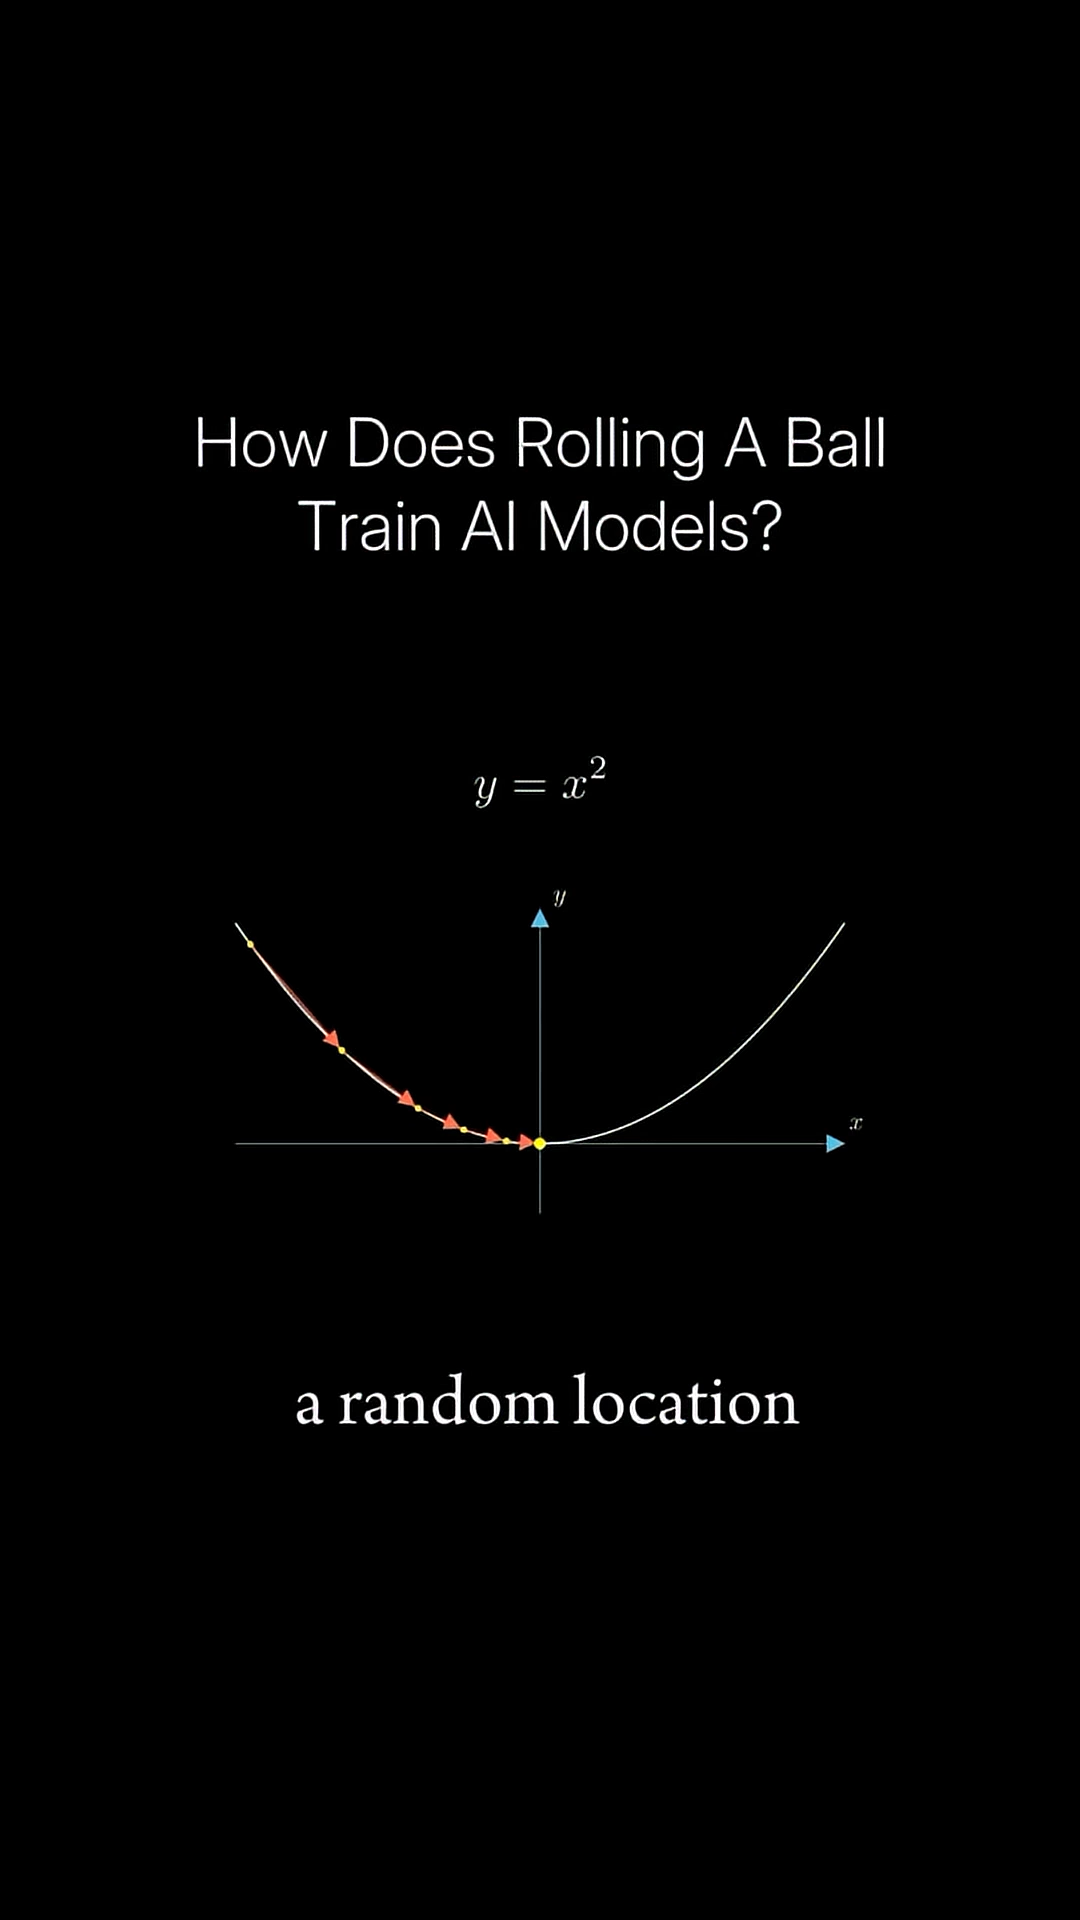 How Does Rolling A Ball
Train AI Models?
y = x²
y
x
a random location